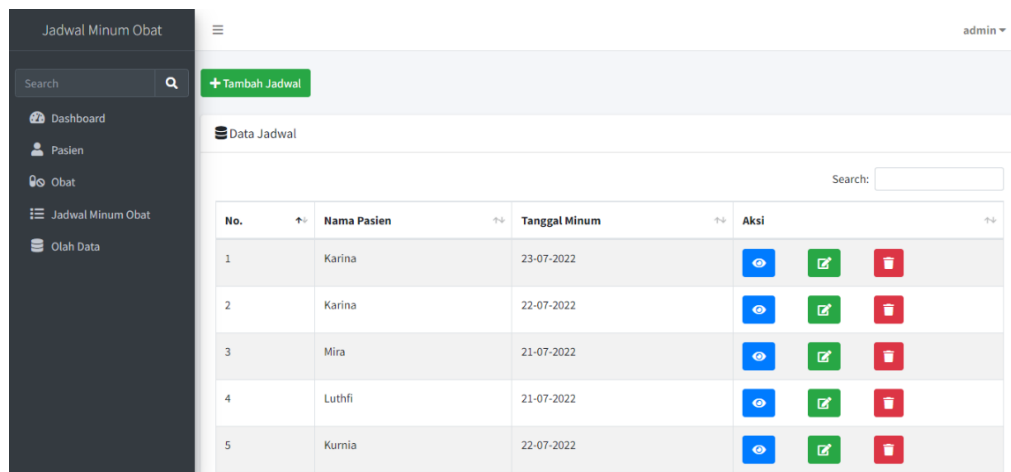 Jadwal Minum Obat
admin
Search
Dashboard
Pasien
Obat
Jadwal Minum Obat
Olah Data
Tambah Jadwal
Data Jadwal
Search:
No. Nama Pasien Tanggal Minum Aksi
1 Karina 23-07-2022
2 Karina 22-07-2022
3 Mira 21-07-2022
4 Luthfi 21-07-2022
5 Kurnia 22-07-2022